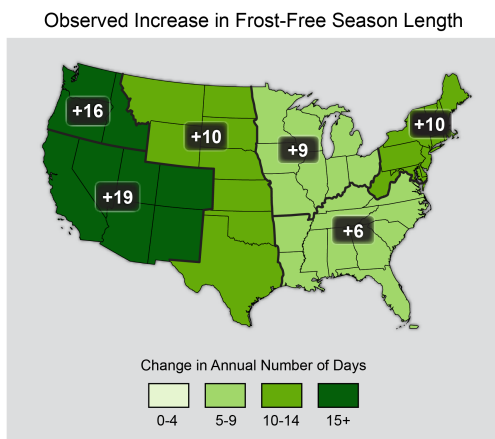 Observed Increase in Frost-Free Season Length
+16
+10
+10
+9
+19
+6
Change in Annual Number of Days
0-4 5-9 10-14 15+